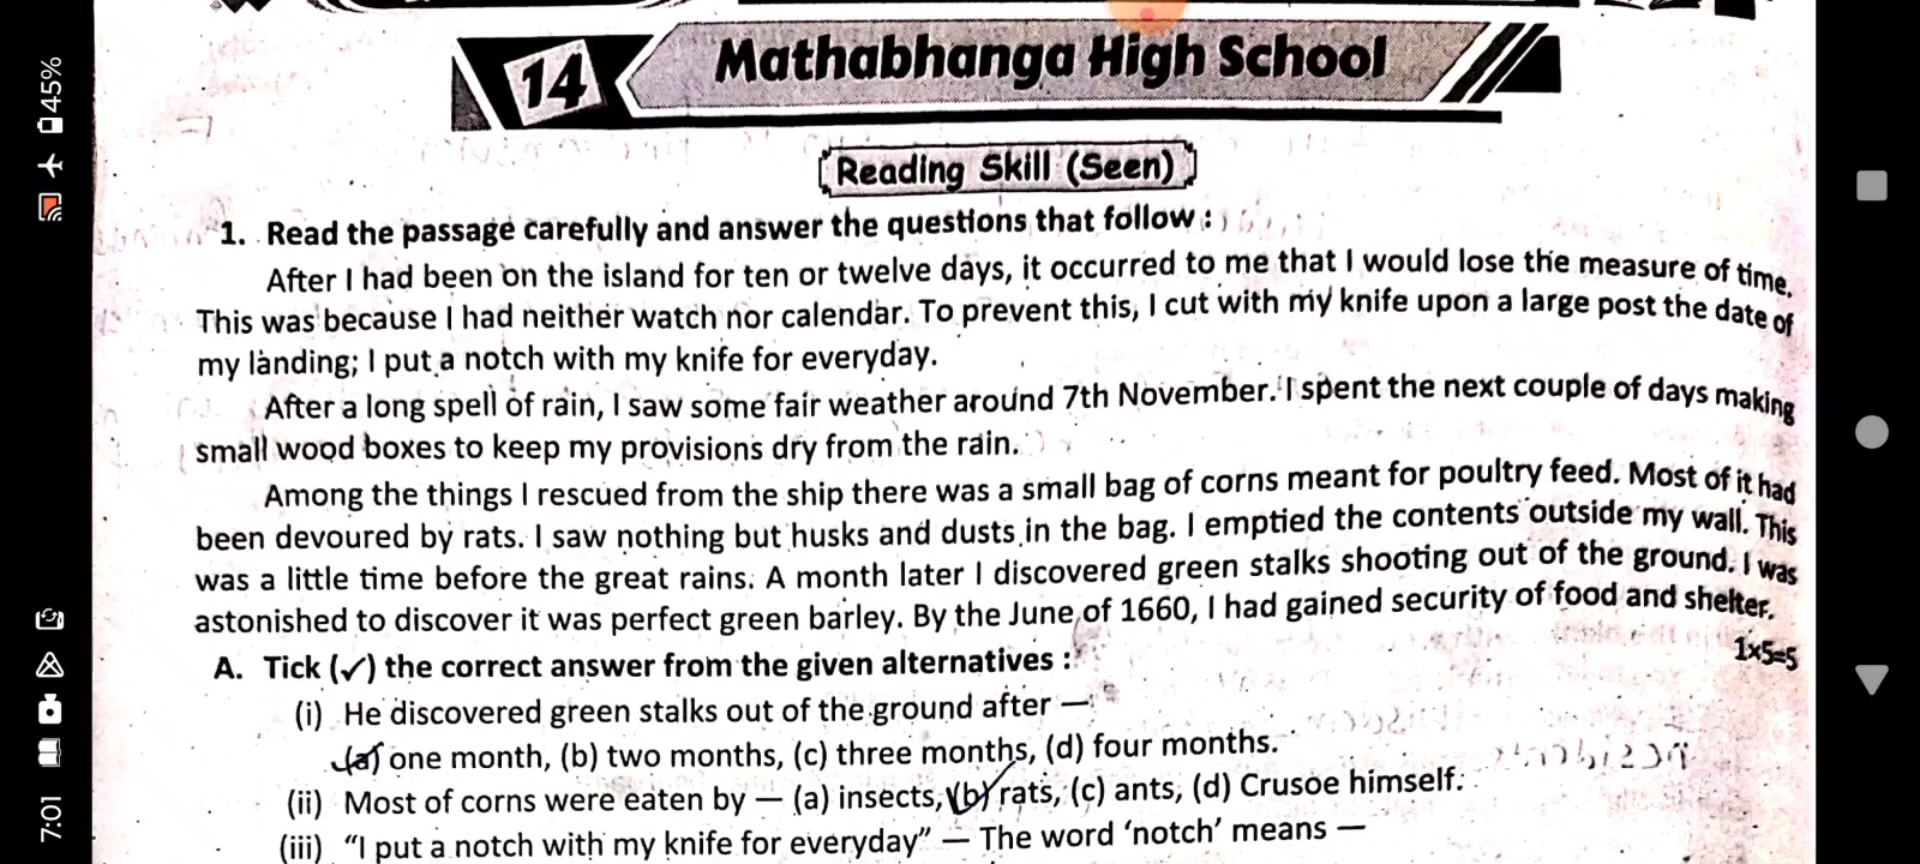 45%
7:01
14 Mathabhanga High School
Reading Skill (Seen)
1. Read the passage carefully and answer the questions that follow :
After I had been on the island for ten or twelve days, it occurred to me that I would lose the measure of time.
This was because I had neither watch nor calendar. To prevent this, I cut with my knife upon a large post the date of
my landing; I put a notch with my knife for everyday.
After a long spell of rain, I saw some fair weather around 7th November. I spent the next couple of days making
small wood boxes to keep my provisions dry from the rain.
Among the things I rescued from the ship there was a small bag of corns meant for poultry feed. Most of it had
been devoured by rats. I saw nothing but husks and dusts in the bag. I emptied the contents outside my wall. This
was a little time before the great rains. A month later I discovered green stalks shooting out of the ground. I was
astonished to discover it was perfect green barley. By the June of 1660, I had gained security of food and shelter.
A. Tick (✓) the correct answer from the given alternatives : 1x5=5
(i) He discovered green stalks out of the ground after —
(a) one month, (b) two months, (c) three months, (d) four months.
(ii) Most of corns were eaten by — (a) insects, (b) rats, (c) ants, (d) Crusoe himself.
(iii) “I put a notch with my knife for everyday” — The word ‘notch’ means —